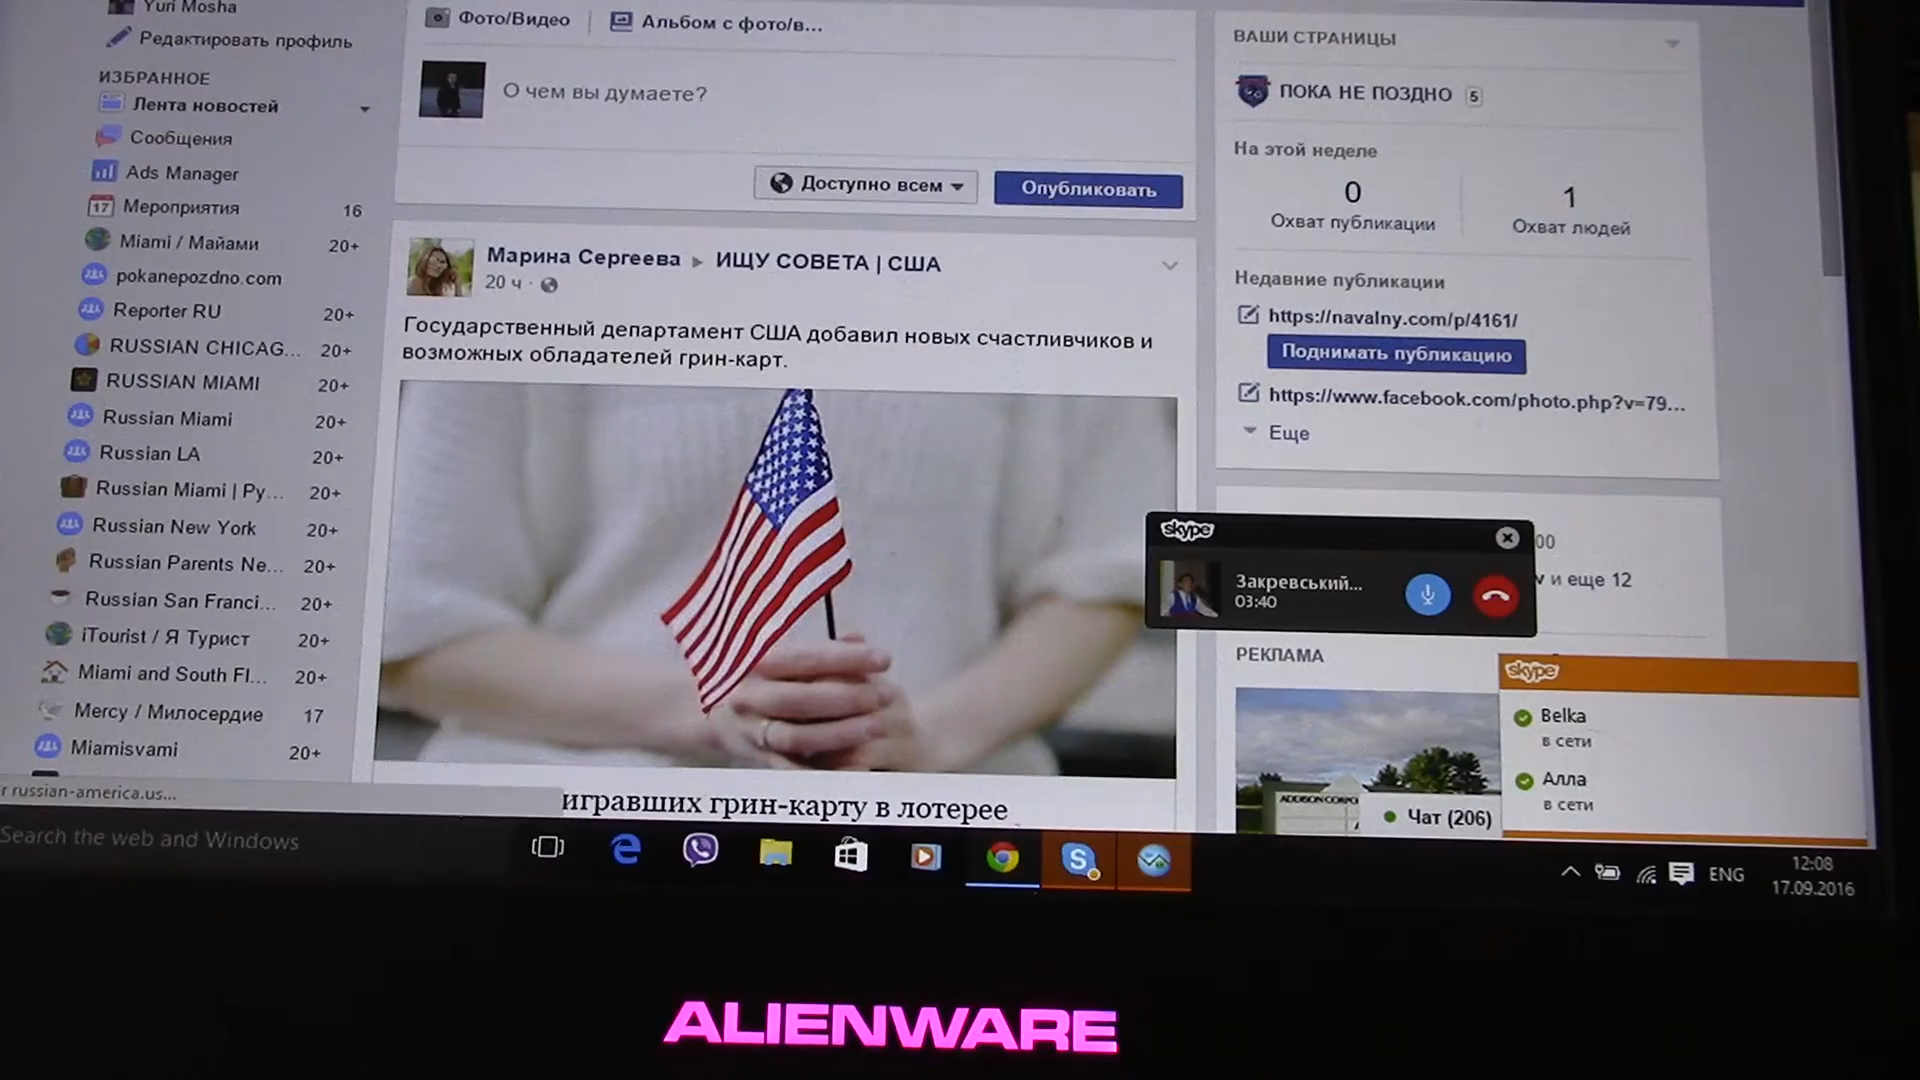 Yuri Mosha
Редактировать профиль
ИЗБРАННОЕ
Лента новостей
Сообщения
Ads Manager
Мероприятия 16
Miami / Майами 20+
pokanepozdno.com
Reporter RU 20+
RUSSIAN CHICAG... 20+
RUSSIAN MIAMI 20+
Russian Miami 20+
Russian LA 20+
Russian Miami | Ру... 20+
Russian New York 20+
Russian Parents Ne... 20+
Russian San Franci... 20+
iTourist / Я Турист 20+
Miami and South Fl... 20+
Mercy / Милосердие 17
Miamisvami 20+
russian-america.us...
Фото/Видео
Альбом с фото/в...
О чем вы думаете?
Доступно всем
Опубликовать
Марина Сергеева ▸ ИЩУ СОВЕТА | США
20 ч ·
Государственный департамент США добавил новых счастливчиков и
возможных обладателей грин-карт.
игравших грин-карту в лотерее
ВАШИ СТРАНИЦЫ
ПОКА НЕ ПОЗДНО 5
На этой неделе
0 1
Охват публикации Охват людей
Недавние публикации
https://navalny.com/p/4161/
Поднимать публикацию
https://www.facebook.com/photo.php?v=79...
Еще
00
и еще 12
skype
Закревський...
03:40
РЕКЛАМА
ADDISON CORPO
Чат (206)
skype
Belka
в сети
Алла
в сети
Search the web and Windows
17
ENG
12:08
17.09.2016
ALIENWARE